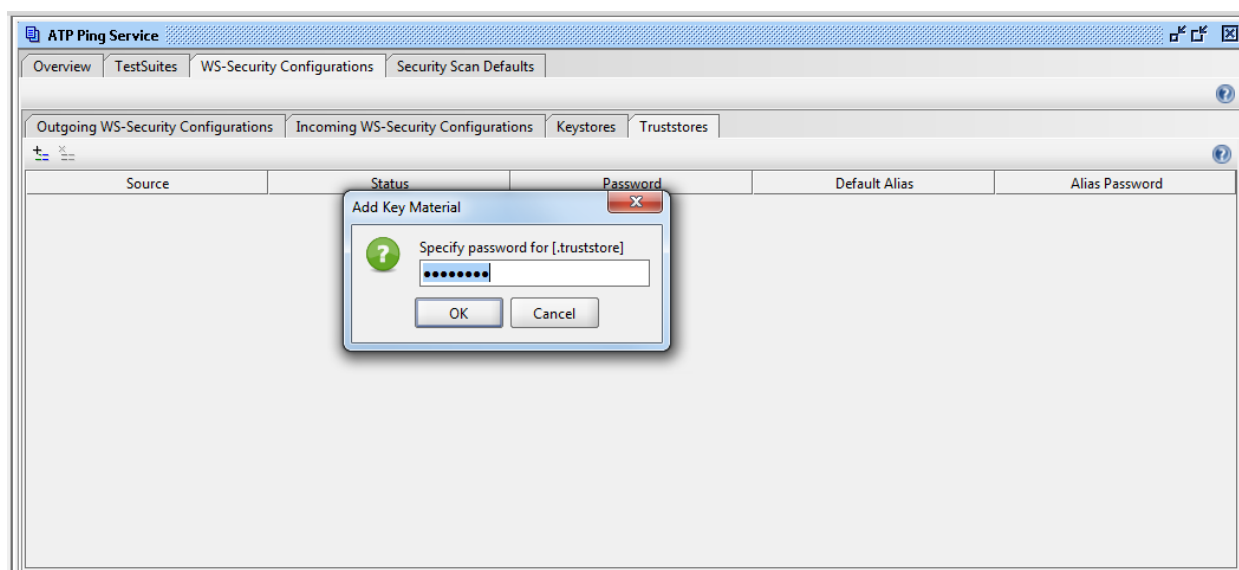 ATP Ping Service
Overview TestSuites WS-Security Configurations Security Scan Defaults
Outgoing WS-Security Configurations Incoming WS-Security Configurations Keystores Truststores
Source Status Password Default Alias Alias Password
Add Key Material
Specify password for [.truststore]
••••••••
OK Cancel